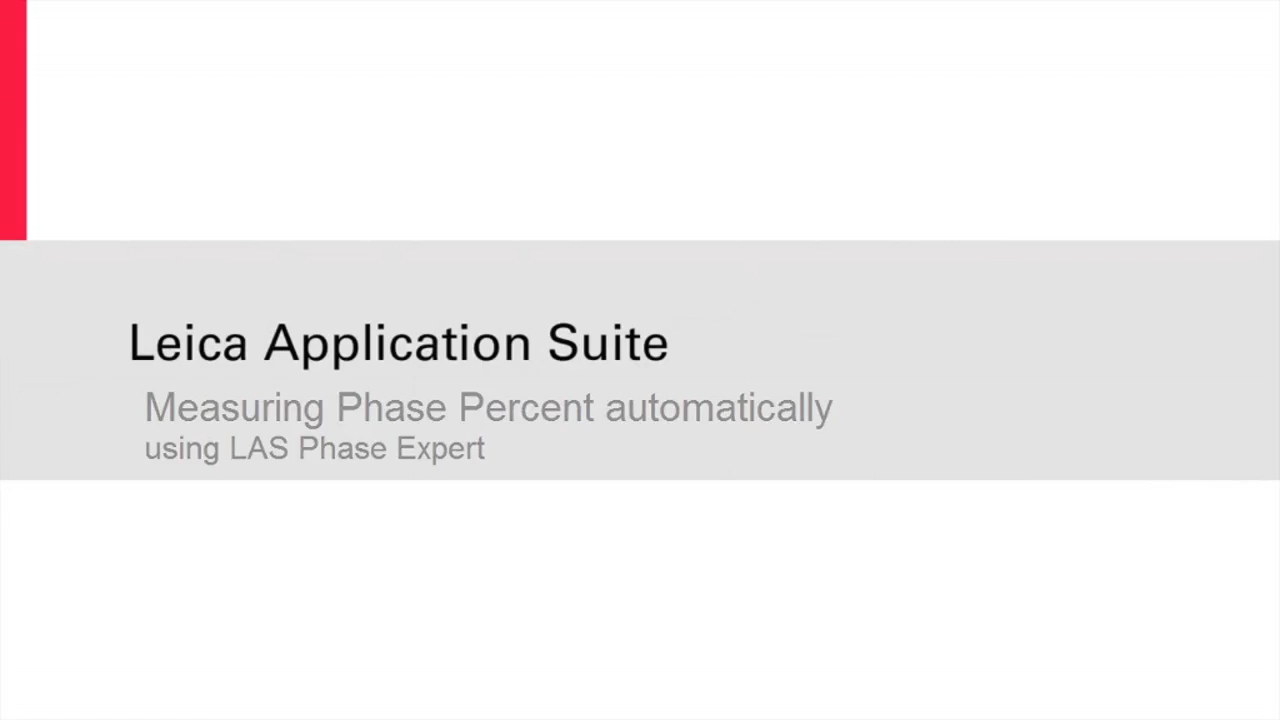 Leica Application Suite
Measuring Phase Percent automatically
using LAS Phase Expert